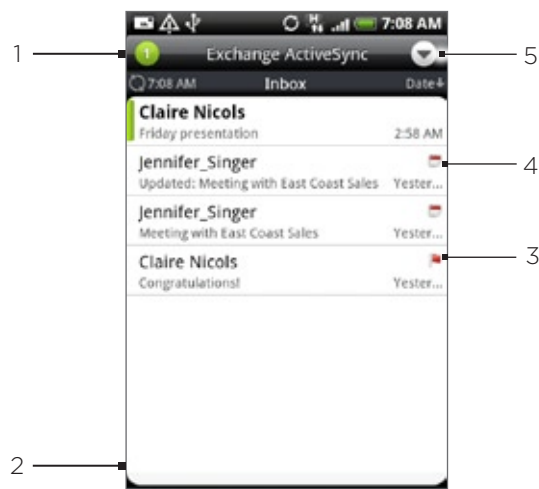 7:08 AM
1 1 Exchange ActiveSync 5
7:08 AM Inbox Date↓
Claire Nicols
Friday presentation 2:58 AM
Jennifer_Singer 4
Updated: Meeting with East Coast Sales Yester...
Jennifer_Singer
Meeting with East Coast Sales Yester...
Claire Nicols 3
Congratulations! Yester...
2